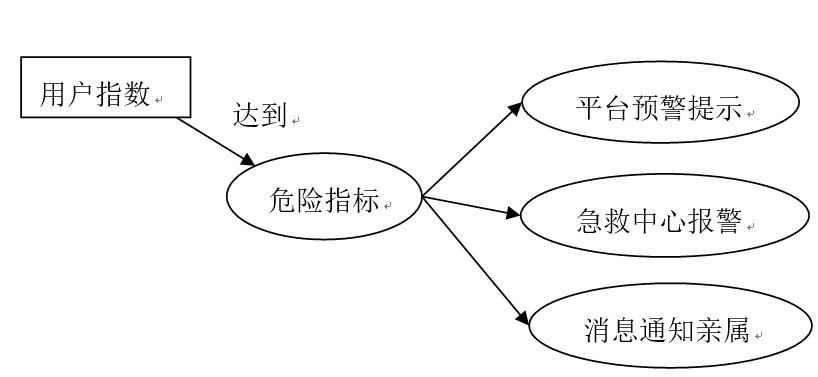 用户指数
达到
危险指标
平台预警提示
急救中心报警
消息通知亲属